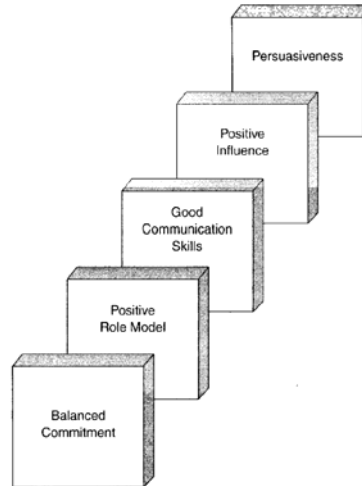 Persuasiveness
Positive
Influence
Good
Communication
Skills
Positive
Role Model
Balanced
Commitment